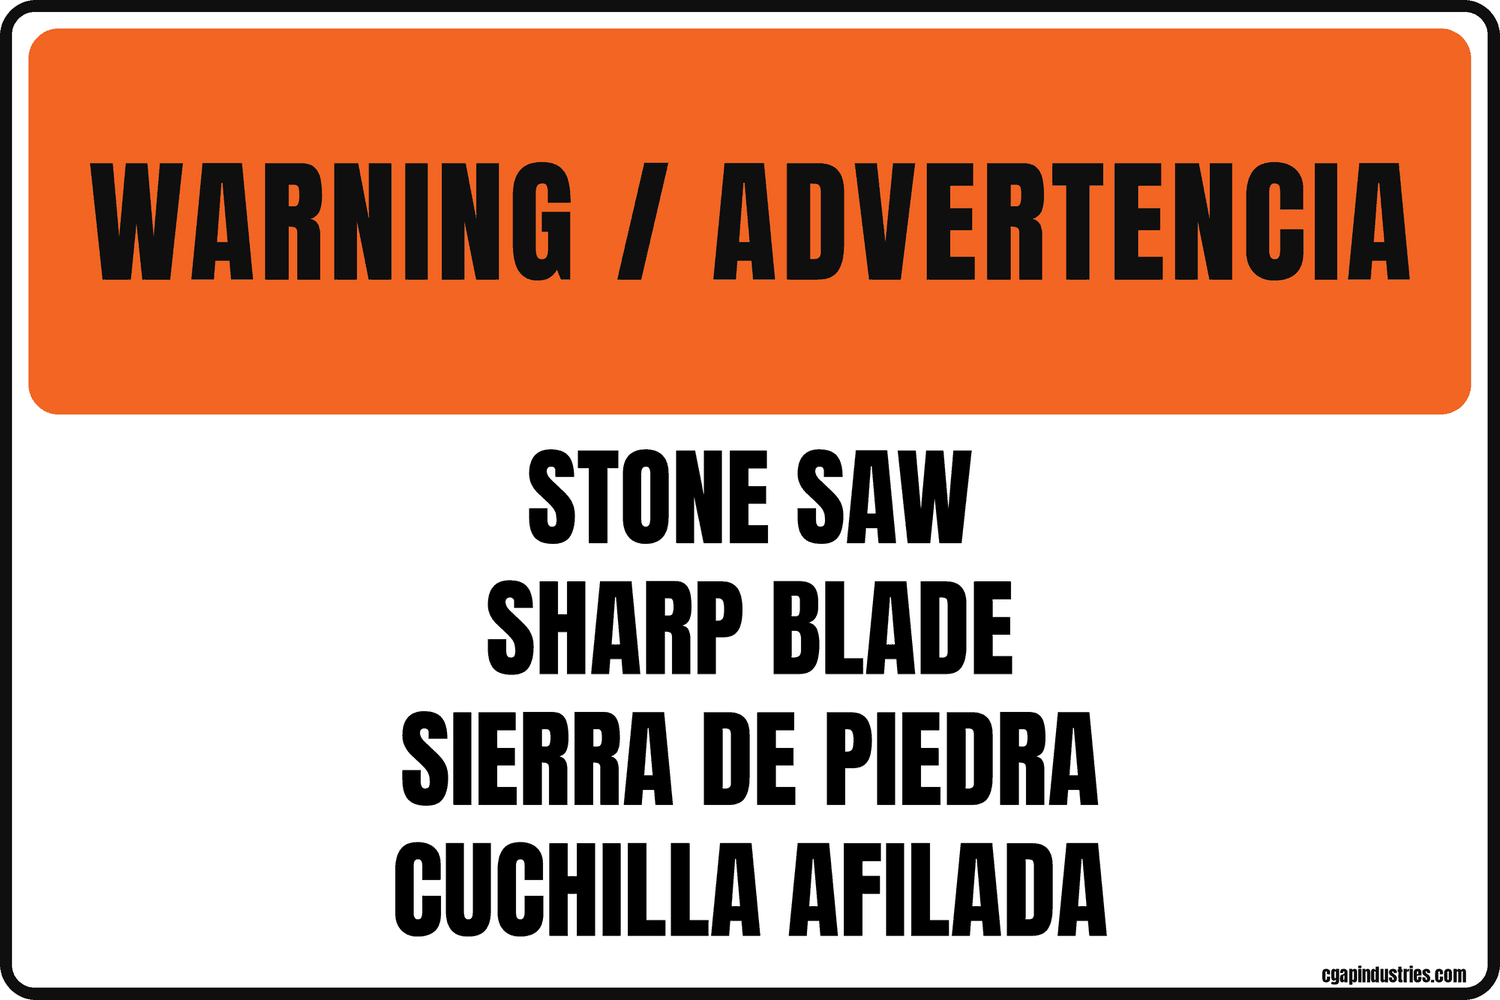 WARNING / ADVERTENCIA
STONE SAW
SHARP BLADE
SIERRA DE PIEDRA
CUCHILLA AFILADA
cgapindustries.com